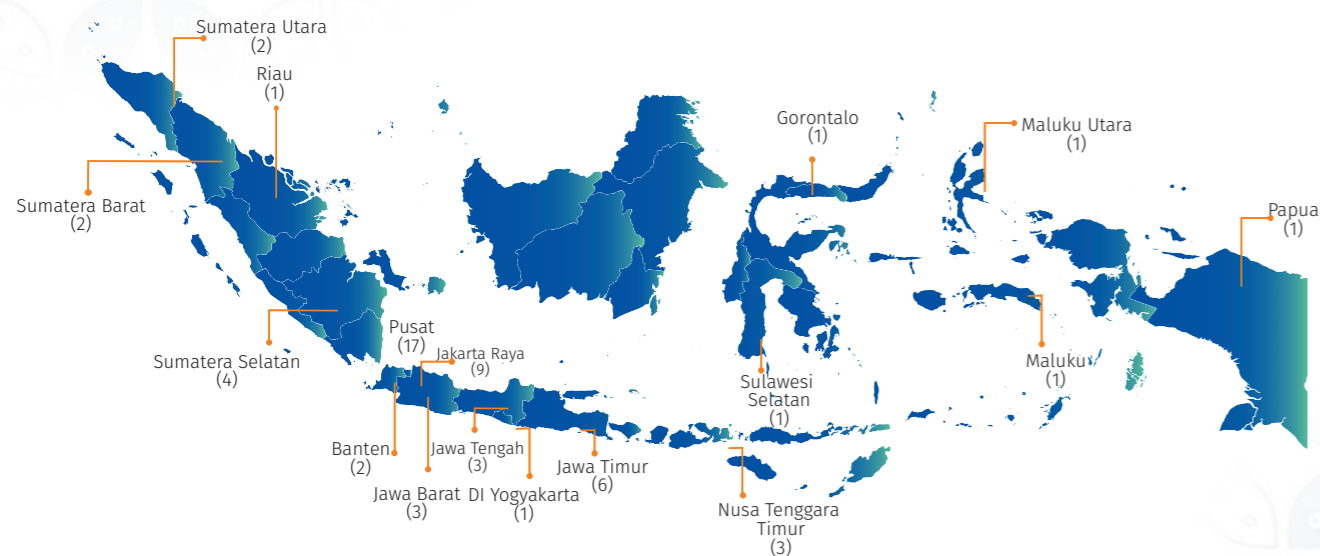 Sumatera Utara
(2)
Riau
(1)
Sumatera Barat
(2)
Sumatera Selatan
(4)
Pusat
(17)
Jakarta Raya
(9)
Banten
(2)
Jawa Barat
(3)
Jawa Tengah
(3)
DI Yogyakarta
(1)
Jawa Timur
(6)
Nusa Tenggara
Timur
(3)
Sulawesi
Selatan
(1)
Gorontalo
(1)
Maluku Utara
(1)
Maluku
(1)
Papua
(1)